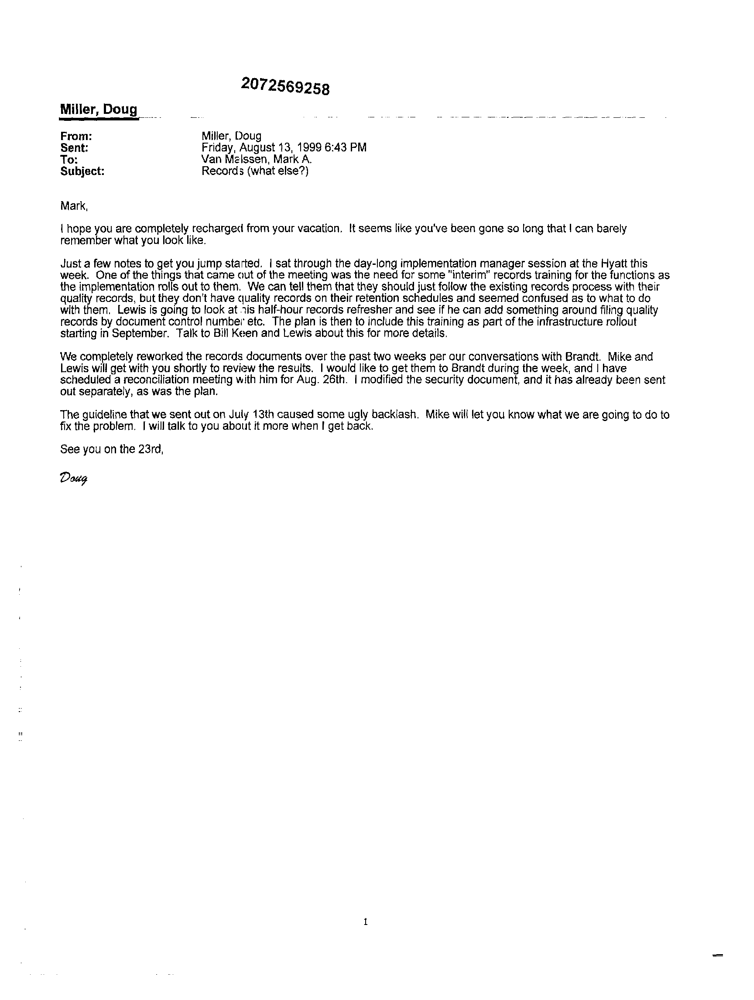 2072569258
Miller, Doug
From: Miller, Doug
Sent: Friday, August 13, 1999 6:43 PM
To: Van Maissen, Mark A.
Subject: Records (what else?)
Mark,
I hope you are completely recharged from your vacation. It seems like you've been gone so long that I can barely
remember what you look like.
Just a few notes to get you jump started. I sat through the day-long implementation manager session at the Hyatt this
week. One of the things that came out of the meeting was the need for some "interim" records training for the functions as
the implementation rolls out to them. We can tell them that they should just follow the existing records process with their
quality records, but they don't have quality records on their retention schedules and seemed confused as to what to do
with them. Lewis is going to look at his half-hour records refresher and see if he can add something around filing quality
records by document control number etc. The plan is then to include this training as part of the infrastructure rollout
starting in September. Talk to Bill Keen and Lewis about this for more details.
We completely reworked the records documents over the past two weeks per our conversations with Brandt. Mike and
Lewis will get with you shortly to review the results. I would like to get them to Brandt during the week, and I have
scheduled a reconciliation meeting with him for Aug. 26th. I modified the security document, and it has already been sent
out separately, as was the plan.
The guideline that we sent out on July 13th caused some ugly backlash. Mike will let you know what we are going to do to
fix the problem. I will talk to you about it more when I get back.
See you on the 23rd,
Doug
1